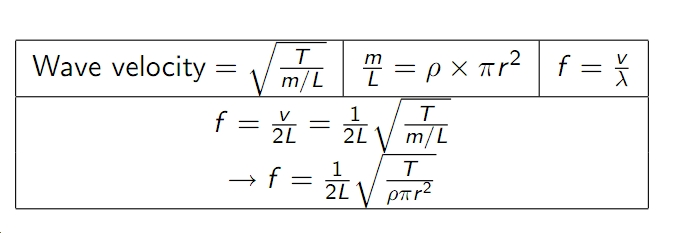 Wave velocity = √(T/(m/L)) | m/L = ρ × πr² | f = v/λ
f = v/2L = 1/2L √(T/(m/L))
→ f = 1/2L √(T/(ρπr²))